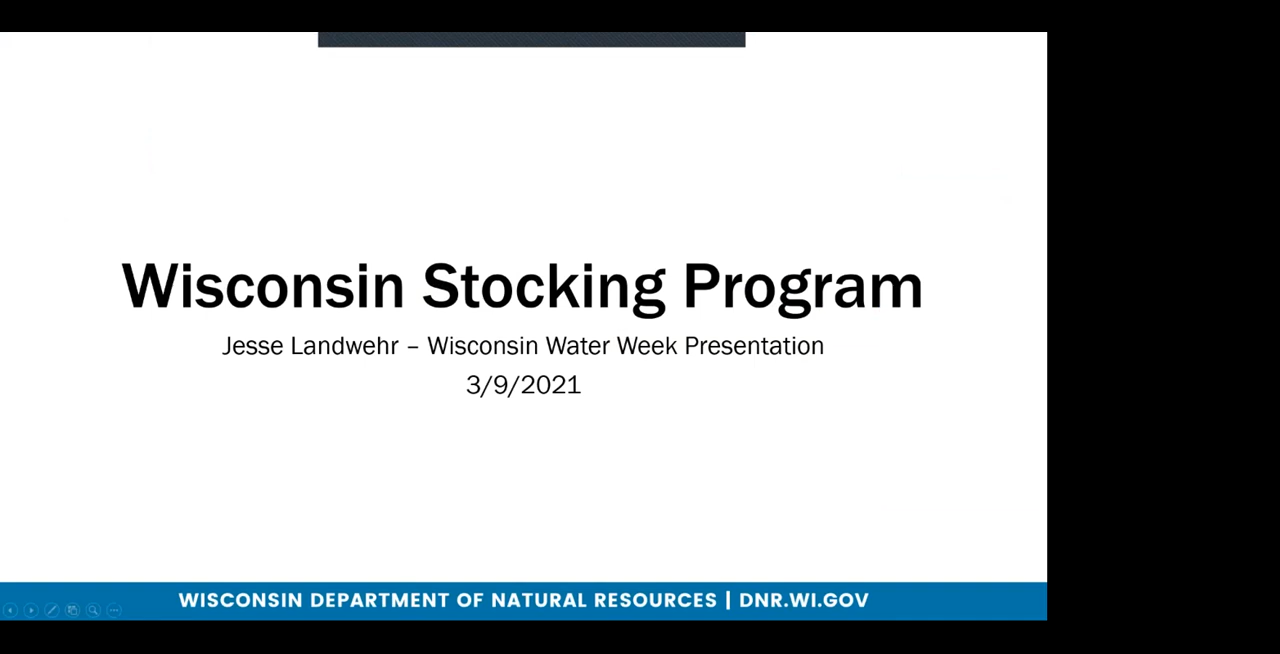 Wisconsin Stocking Program
Jesse Landwehr – Wisconsin Water Week Presentation
3/9/2021
WISCONSIN DEPARTMENT OF NATURAL RESOURCES | DNR.WI.GOV